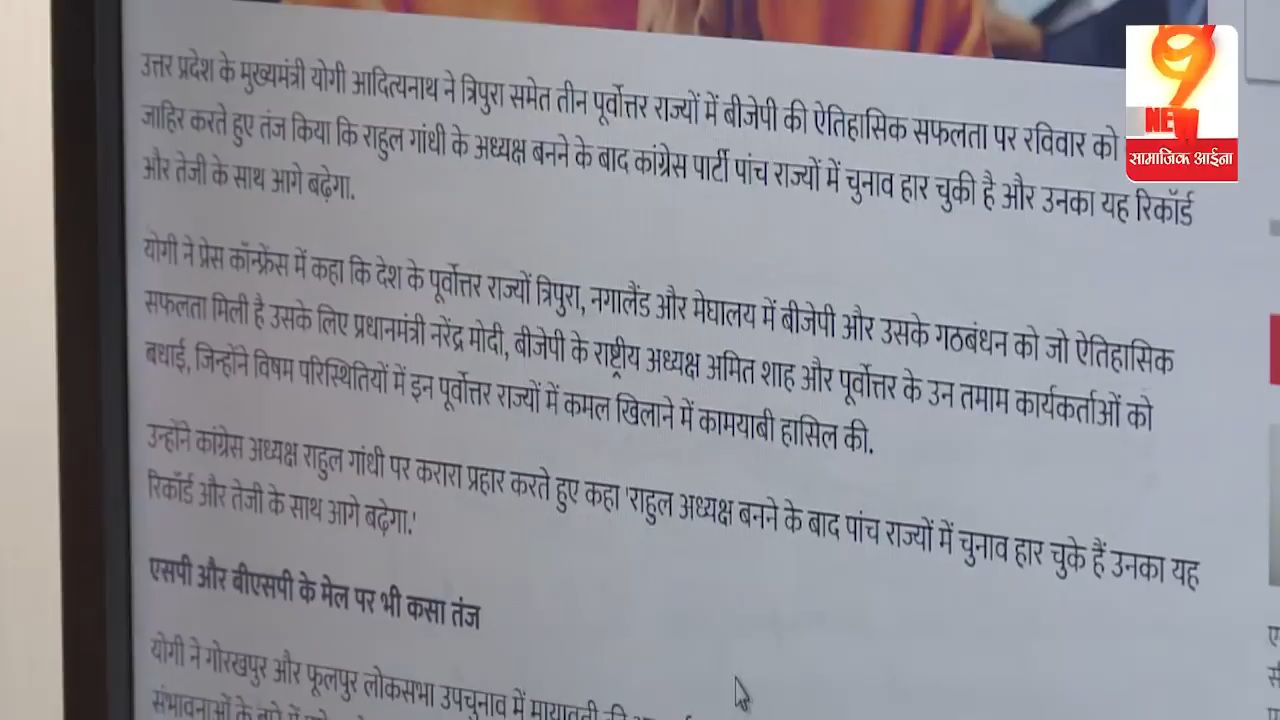 उत्तर प्रदेश के मुख्यमंत्री योगी आदित्यनाथ ने त्रिपुरा समेत तीन पूर्वोत्तर राज्यों में बीजेपी की ऐतिहासिक सफलता पर रविवार को
जाहिर करते हुए तंज किया कि राहुल गांधी के अध्यक्ष बनने के बाद कांग्रेस पार्टी पांच राज्यों में चुनाव हार चुकी है और उनका यह रिकॉर्ड
और तेजी के साथ आगे बढ़ेगा.
योगी ने प्रेस कॉन्फ्रेंस में कहा कि देश के पूर्वोत्तर राज्यों त्रिपुरा, नगालैंड और मेघालय में बीजेपी और उसके गठबंधन को जो ऐतिहासिक
सफलता मिली है उसके लिए प्रधानमंत्री नरेंद्र मोदी, बीजेपी के राष्ट्रीय अध्यक्ष अमित शाह और पूर्वोत्तर के उन तमाम कार्यकर्ताओं को
बधाई, जिन्होंने विषम परिस्थितियों में इन पूर्वोत्तर राज्यों में कमल खिलाने में कामयाबी हासिल की.
उन्होंने कांग्रेस अध्यक्ष राहुल गांधी पर करारा प्रहार करते हुए कहा 'राहुल अध्यक्ष बनने के बाद पांच राज्यों में चुनाव हार चुके हैं उनका यह
रिकॉर्ड और तेजी के साथ आगे बढ़ेगा.'
एसपी और बीएसपी के मेल पर भी कसा तंज
योगी ने गोरखपुर और फूलपुर लोकसभा उपचुनाव में मायावती की
संभावनाओं के बारे में
9
NEW
सामाजिक आईना